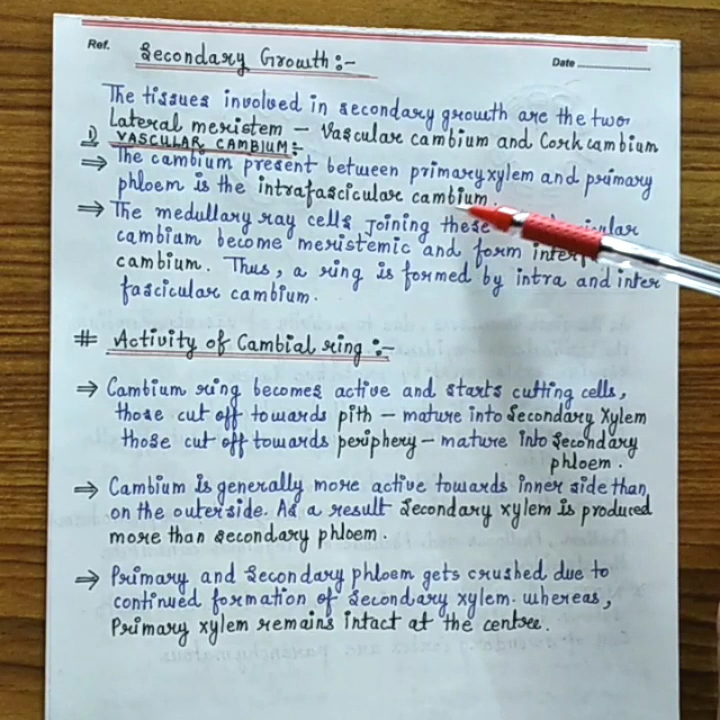 Ref.
Secondary Growth :-
Date
The tissues involved in secondary growth are the two
Lateral meristem - Vascular cambium and Cork cambium
1) VASCULAR CAMBIUM:-
⇒ The cambium present between primary xylem and primary
phloem is the intrafascicular cambium.
⇒ The medullary ray cells joining these
cambium become meristemic and form
cambium. Thus, a ring is formed by intra and inter
fascicular cambium.
# Activity of Cambial ring :-
⇒ Cambium ring becomes active and starts cutting cells,
those cut off towards pith - mature into Secondary Xylem
those cut off towards periphery - mature into Secondary
phloem.
⇒ Cambium is generally more active towards inner side than
on the outerside. As a result Secondary xylem is produced
more than secondary phloem.
⇒ Primary and Secondary phloem gets crushed due to
continued formation of Secondary xylem. whereas,
Primary xylem remains intact at the centre.